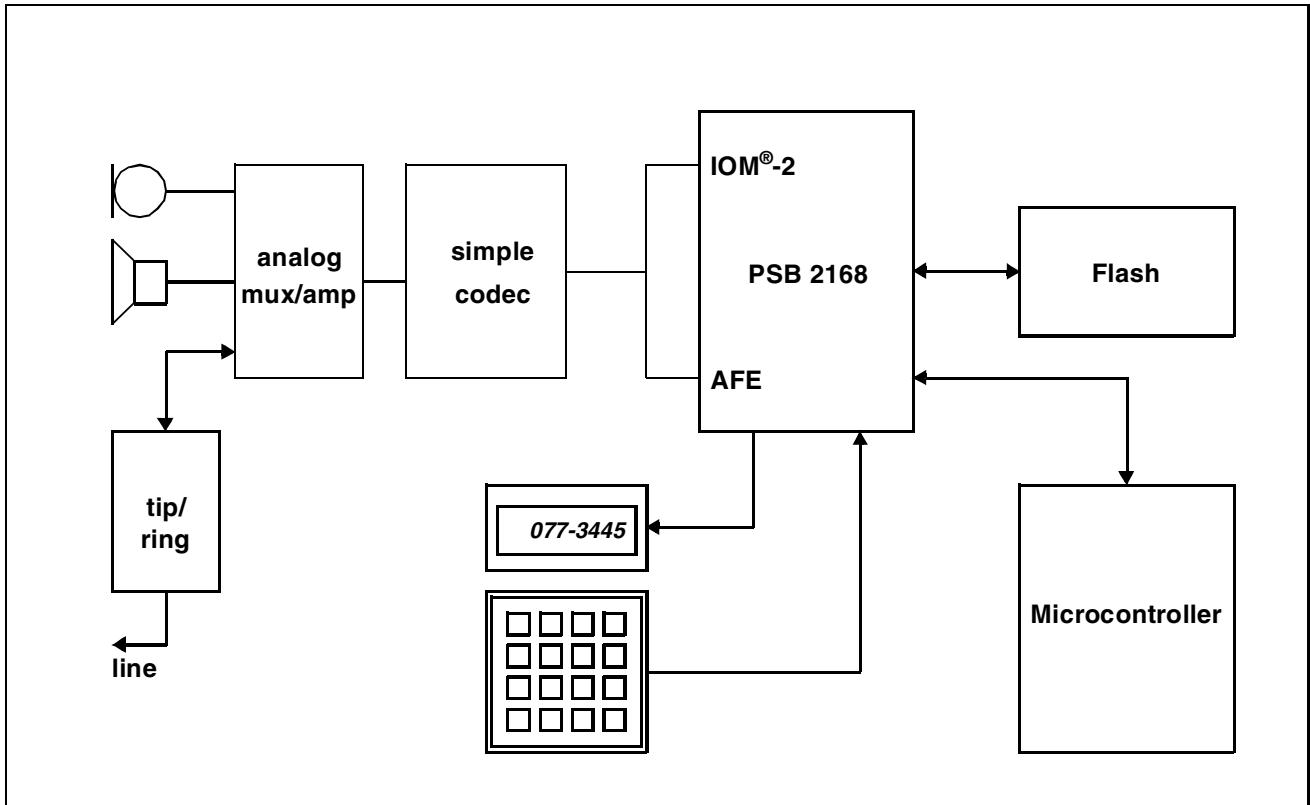 IOM®-2
analog
mux/amp
simple
codec
PSB 2168
Flash
AFE
tip/
ring
077-3445
Microcontroller
line